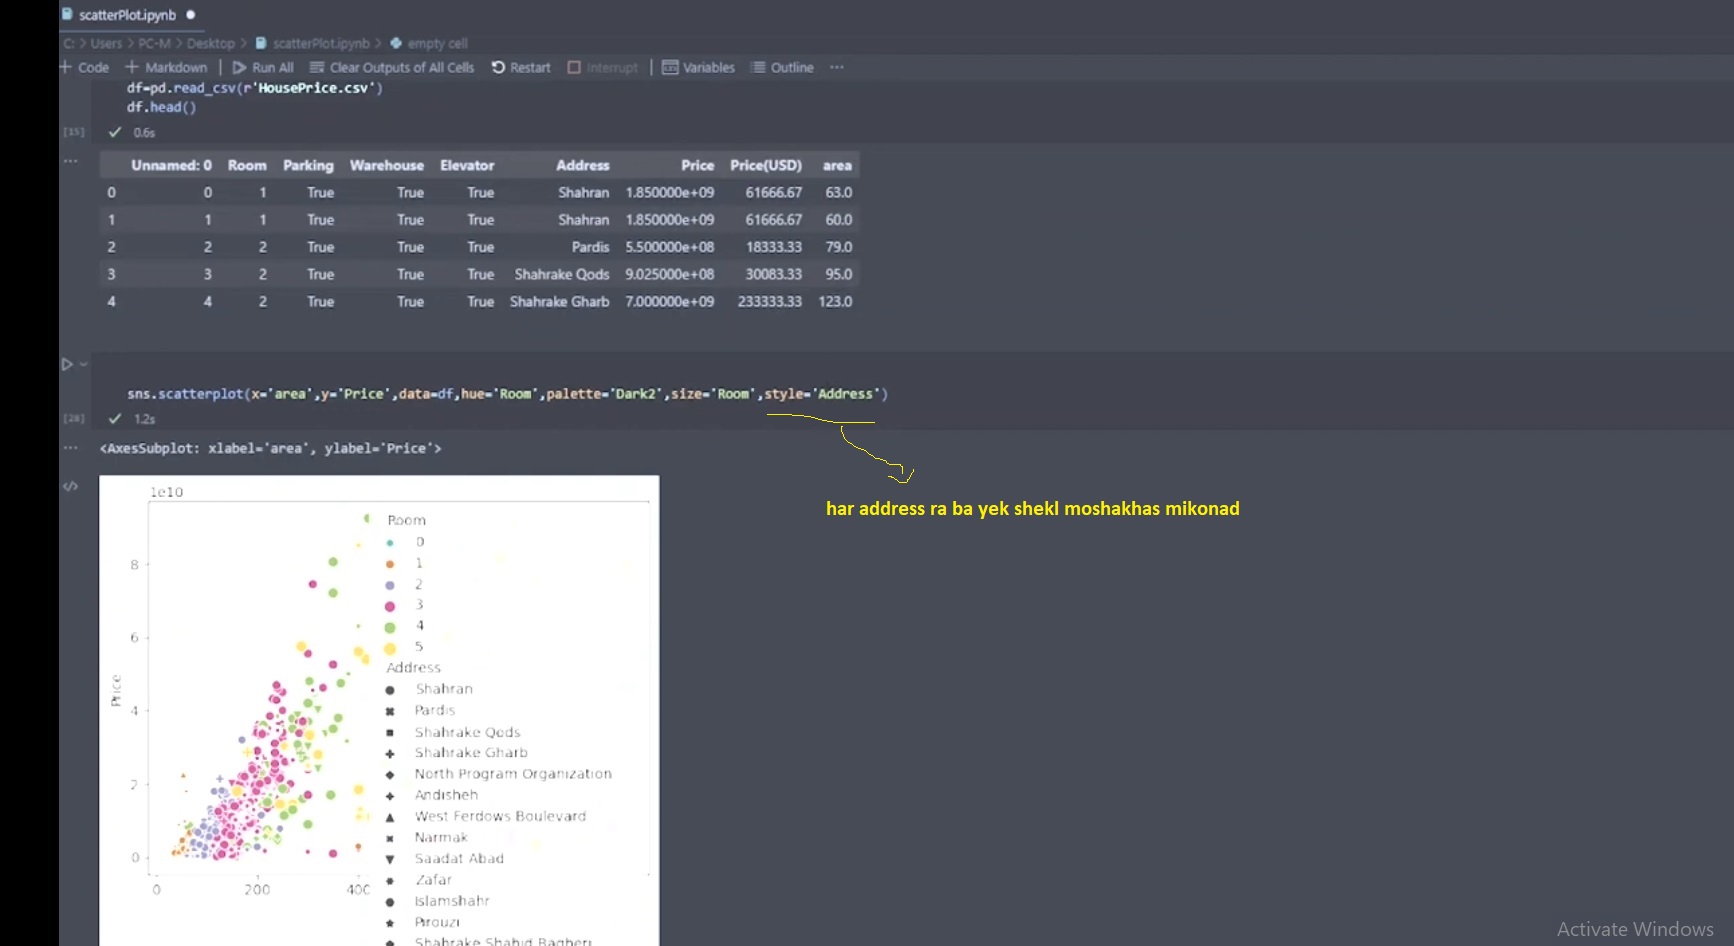 scatterPlot.ipynb
C: > Users > PC-M > Desktop > scatterPlot.ipynb > empty cell
+ Code + Markdown | Run All Clear Outputs of All Cells Restart Interrupt | Variables Outline ...
df=pd.read_csv(r'HousePrice.csv')
df.head()
[15] 0.6s
Unnamed: 0 Room Parking Warehouse Elevator Address Price Price(USD) area
0 0 1 True True True Shahran 1.850000e+09 61666.67 63.0
1 1 1 True True True Shahran 1.850000e+09 61666.67 60.0
2 2 2 True True True Pardis 5.500000e+08 18333.33 79.0
3 3 2 True True True Shahrake Qods 9.025000e+08 30083.33 95.0
4 4 2 True True True Shahrake Gharb 7.000000e+09 233333.33 123.0
sns.scatterplot(x='area',y='Price',data=df,hue='Room',palette='Dark2',size='Room',style='Address')
[28] 1.2s
<AxesSubplot: xlabel='area', ylabel='Price'>
har address ra ba yek shekl moshakhas mikonad
1e10
Room
0
1
2
3
4
5
Address
Shahran
Pardis
Shahrake Qods
Shahrake Gharb
North Program Organization
Andisheh
West Ferdows Boulevard
Narmak
Saadat Abad
Zafar
Islamshahr
Pirouzi
Shahrake Shahid Bagheri
8
6
4
2
0
Price
0 200 400
Activate Windows